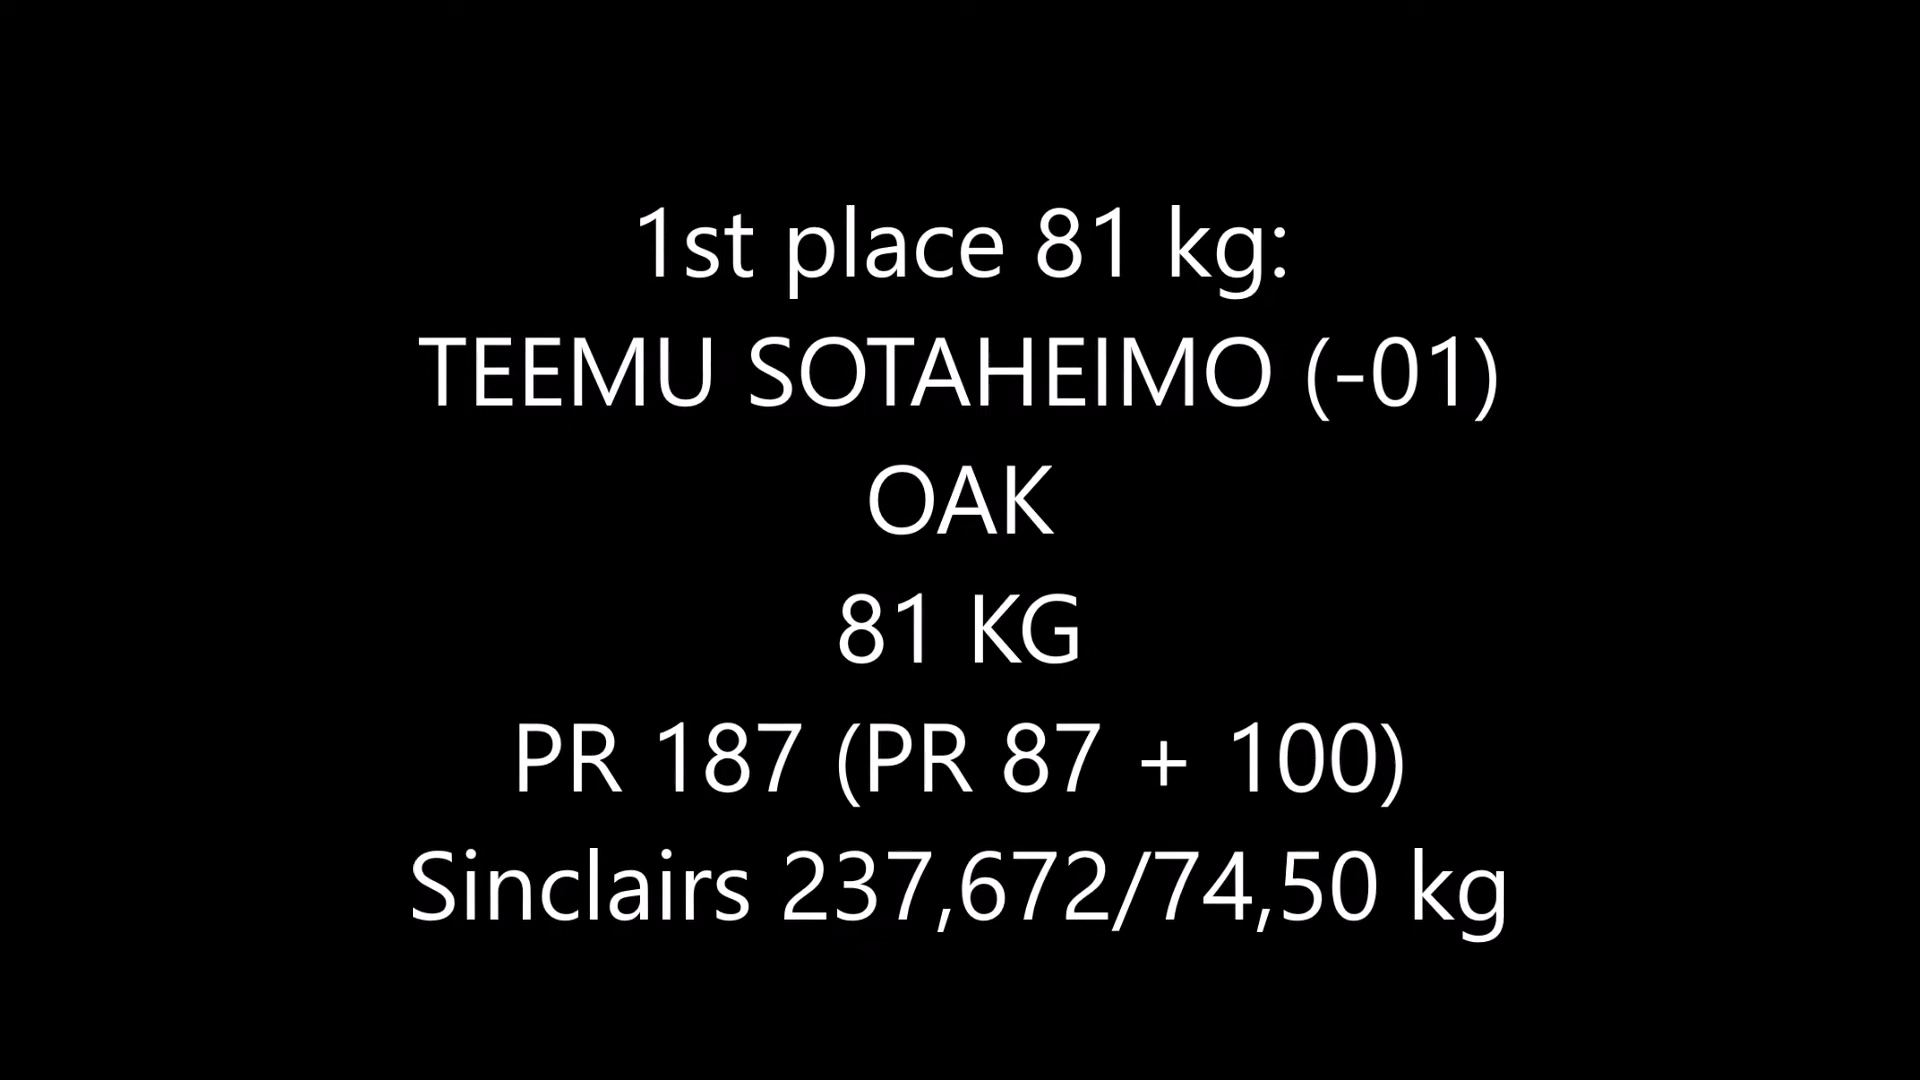 1st place 81 kg:
TEEMU SOTAHEIMO (-01)
OAK
81 KG
PR 187 (PR 87 + 100)
Sinclairs 237,672/74,50 kg